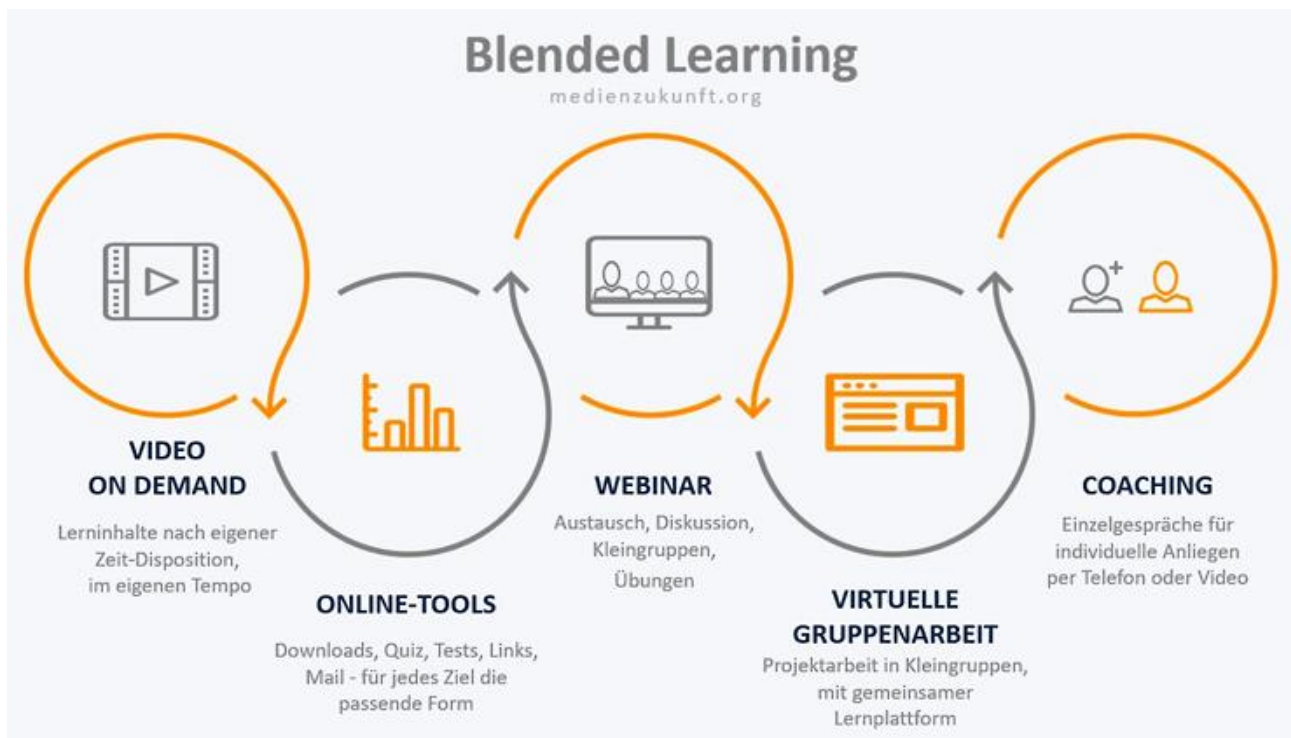 Blended Learning
medienzukunft.org
VIDEO
ON DEMAND
Lerninhalte nach eigener
Zeit-Disposition,
im eigenen Tempo
ONLINE-TOOLS
Downloads, Quiz, Tests, Links,
Mail - für jedes Ziel die
passende Form
WEBINAR
Austausch, Diskussion,
Kleingruppen,
Übungen
VIRTUELLE
GRUPPENARBEIT
Projektarbeit in Kleingruppen,
mit gemeinsamer
Lernplattform
COACHING
Einzelgespräche für
individuelle Anliegen
per Telefon oder Video